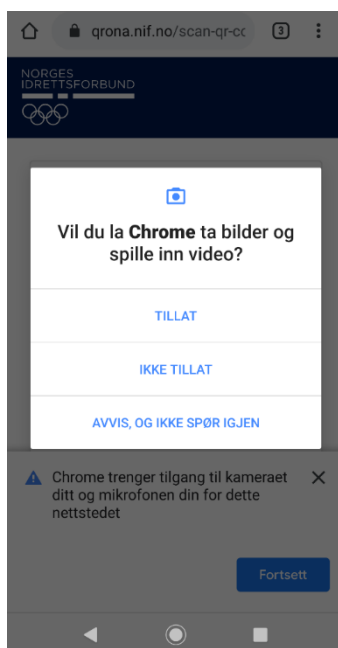 qrona.nif.no/scan-qr-cc
3
NORGES
IDRETTSFORBUND
Vil du la Chrome ta bilder og
spille inn video?
TILLAT
IKKE TILLAT
AVVIS, OG IKKE SPØR IGJEN
Chrome trenger tilgang til kameraet
ditt og mikrofonen din for dette
nettstedet
Fortsett